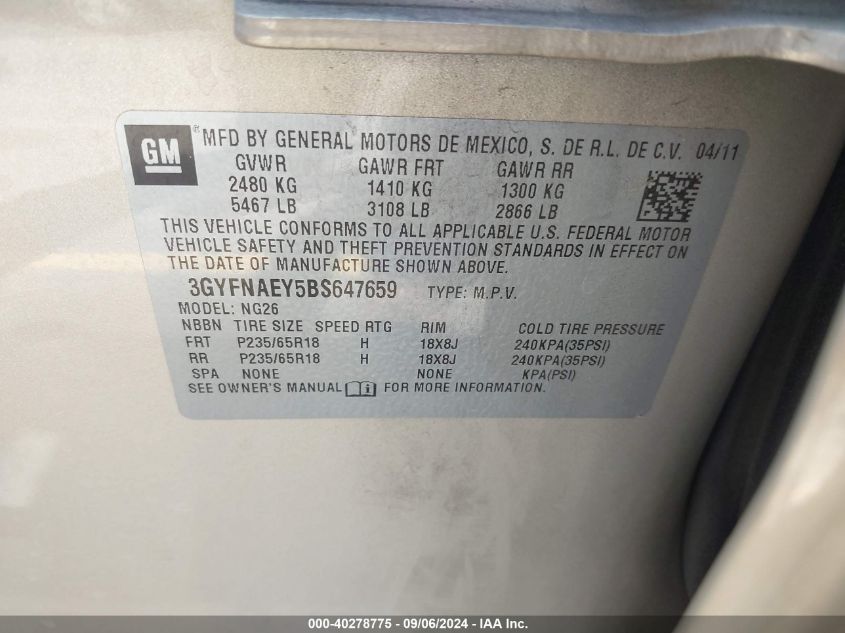 GM ® MFD BY GENERAL MOTORS DE MEXICO, S. DE R.L. DE C.V. 04/11
GVWR GAWR FRT GAWR RR
2480 KG 1410 KG 1300 KG
5467 LB 3108 LB 2866 LB
THIS VEHICLE CONFORMS TO ALL APPLICABLE U.S. FEDERAL MOTOR
VEHICLE SAFETY AND THEFT PREVENTION STANDARDS IN EFFECT ON
THE DATE OF MANUFACTURE SHOWN ABOVE.
3GYFNAEY5BS647659 TYPE: M.P.V.
MODEL: NG26
NBBN TIRE SIZE SPEED RTG RIM COLD TIRE PRESSURE
FRT P235/65R18 H 18X8J 240KPA(35PSI)
RR P235/65R18 H 18X8J 240KPA(35PSI)
SPA NONE NONE KPA(PSI)
SEE OWNER'S MANUAL FOR MORE INFORMATION.
000-40278775 - 09/06/2024 - IAA Inc.